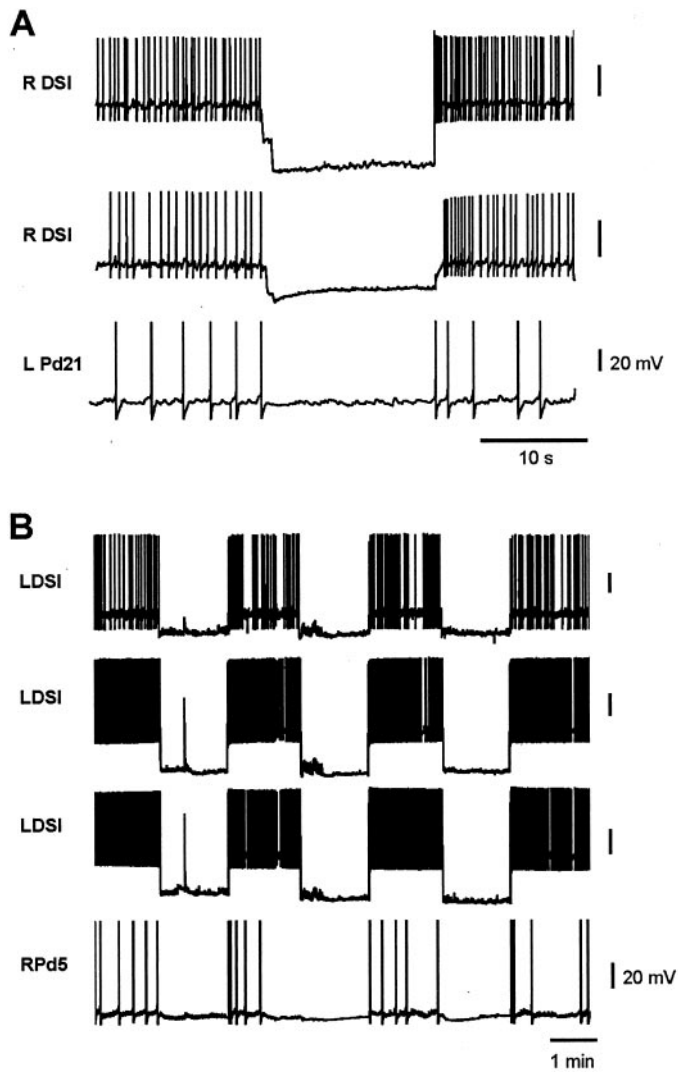 A
R DSI
R DSI
L Pd21
20 mV
10 s
B
LDSI
LDSI
LDSI
RPd5
20 mV
1 min